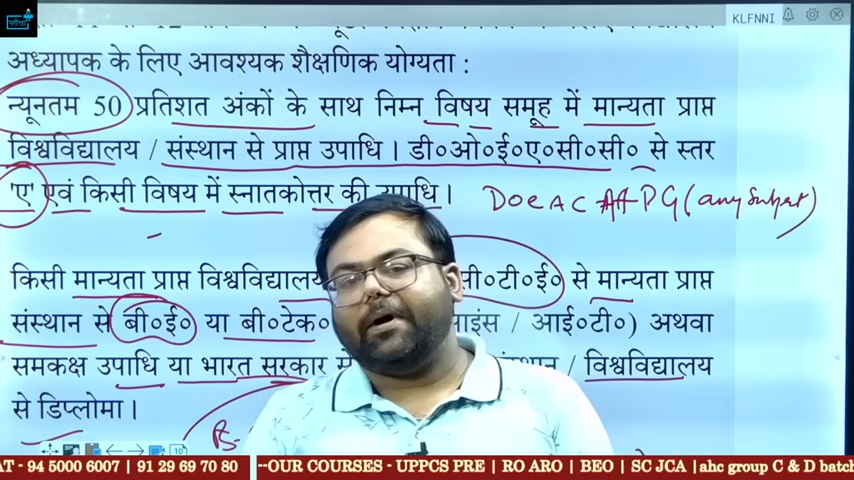 परीक्षा
KLFNNI
अध्यापक के लिए आवश्यक शैक्षणिक योग्यता :
न्यूनतम 50 प्रतिशत अंकों के साथ निम्न विषय समूह में मान्यता प्राप्त
विश्वविद्यालय / संस्थान से प्राप्त उपाधि । डी०ओ०ई०ए०सी०सी० से स्तर
'ए' एवं किसी विषय में स्नातकोत्तर की उपाधि ।
DOEAC A + PG (any Subject)
किसी मान्यता प्राप्त विश्वविद्यालय सी०टी०ई० से मान्यता प्राप्त
संस्थान से बी०ई० या बी०टेक० साइंस / आई०टी०) अथवा
समकक्ष उपाधि या भारत सरकार से संस्थान / विश्वविद्यालय
से डिप्लोमा ।
B-
10
AT - 94 5000 6007 | 91 29 69 70 80 --OUR COURSES - UPPCS PRE | RO ARO | BEO | SC JCA |ahc group C & D batch